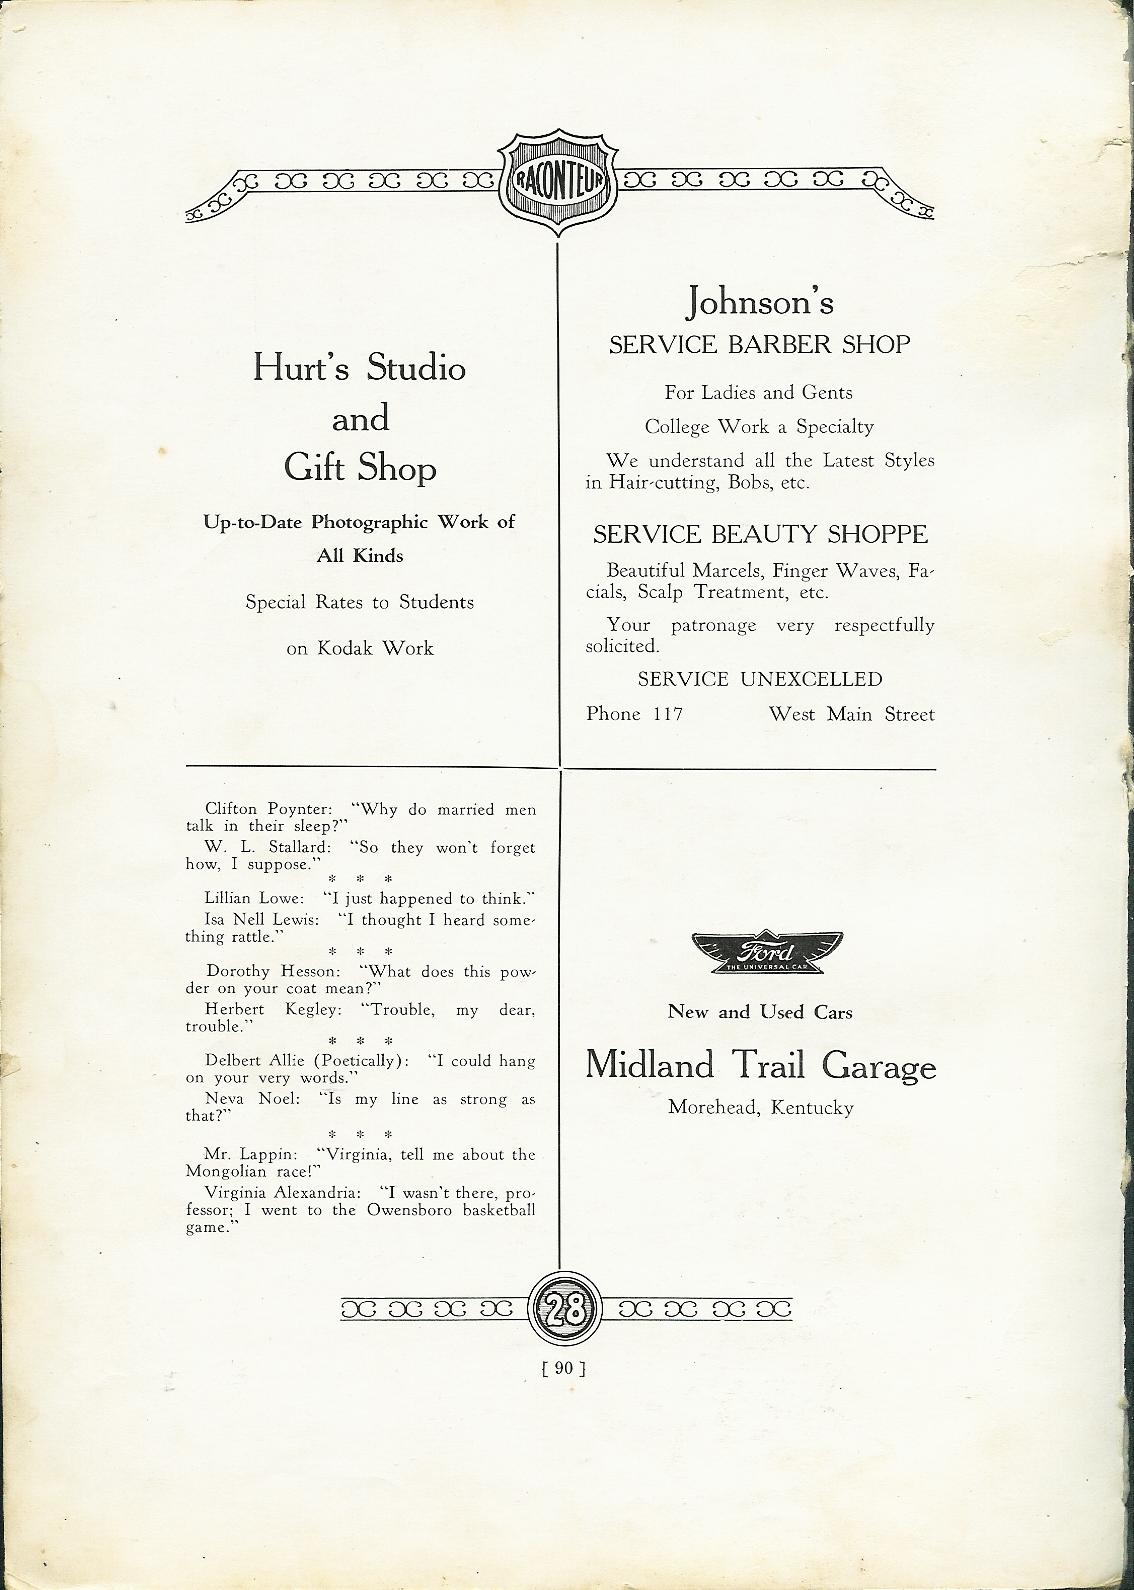 RACONTEUR
Hurt's Studio
and
Gift Shop
Up-to-Date Photographic Work of
All Kinds
Special Rates to Students
on Kodak Work
Johnson's
SERVICE BARBER SHOP
For Ladies and Gents
College Work a Specialty
We understand all the Latest Styles
in Hair-cutting, Bobs, etc.
SERVICE BEAUTY SHOPPE
Beautiful Marcels, Finger Waves, Fa-
cials, Scalp Treatment, etc.
Your patronage very respectfully
solicited.
SERVICE UNEXCELLED
Phone 117 West Main Street
Clifton Poynter: "Why do married men
talk in their sleep?"
W. L. Stallard: "So they won't forget
how, I suppose."
* * *
Lillian Lowe: "I just happened to think."
Isa Nell Lewis: "I thought I heard some-
thing rattle."
* * *
Dorothy Hesson: "What does this pow-
der on your coat mean?"
Herbert Kegley: "Trouble, my dear,
trouble."
* * *
Delbert Allie (Poetically): "I could hang
on your very words."
Neva Noel: "Is my line as strong as
that?"
* * *
Mr. Lappin: "Virginia, tell me about the
Mongolian race!"
Virginia Alexandria: "I wasn't there, pro-
fessor; I went to the Owensboro basketball
game."
Ford
THE UNIVERSAL CAR
New and Used Cars
Midland Trail Garage
Morehead, Kentucky
28
[ 90 ]